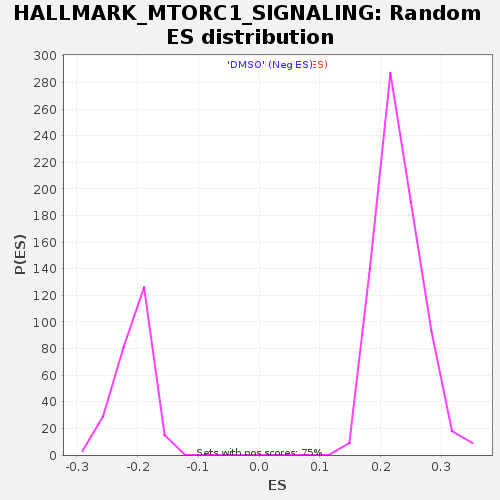 HALLMARK_MTORC1_SIGNALING: Random
ES distribution
'DMSO' (Neg ES)
ES)
300
280
260
240
220
200
180
160
140
120
100
80
60
40
20
0
P(ES)
Sets with pos scores: 75%
-0.3 -0.2 -0.1 0.0 0.1 0.2 0.3
ES